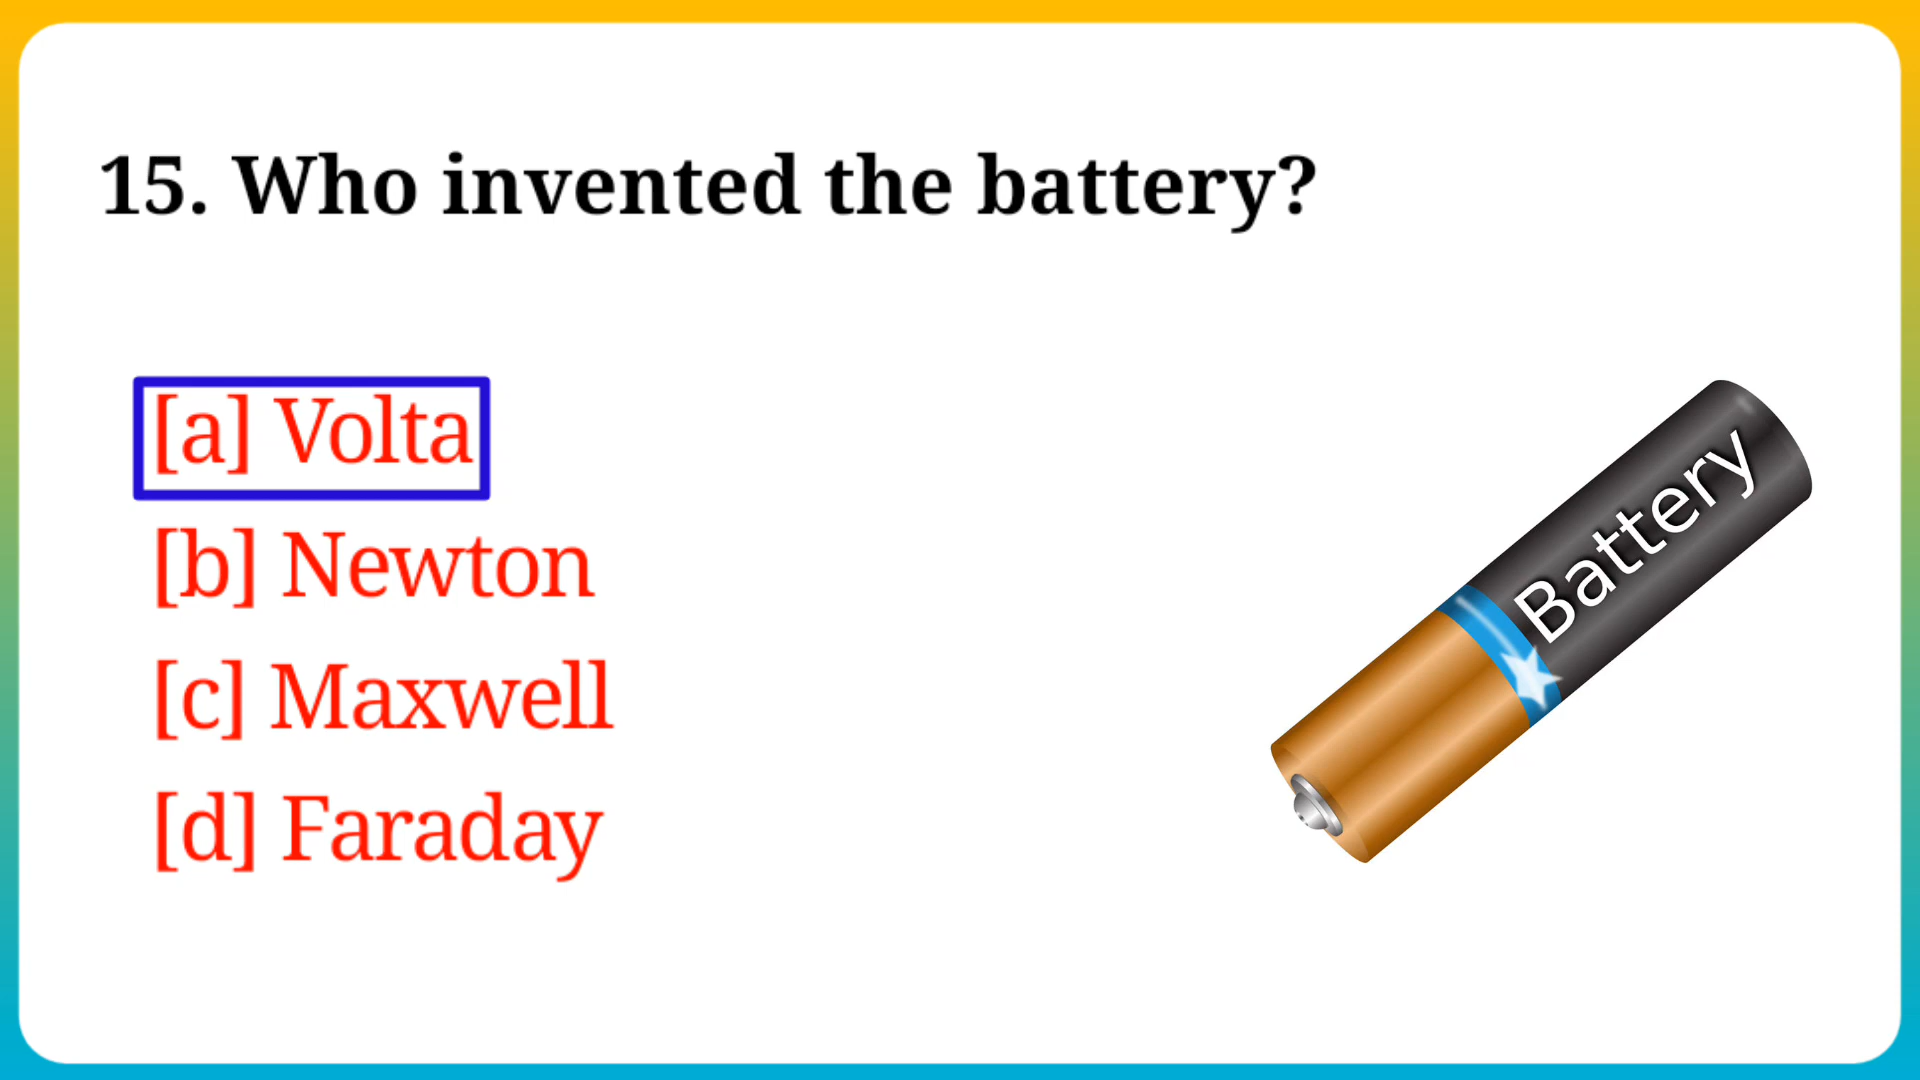 15. Who invented the battery?
[a] Volta
[b] Newton
[c] Maxwell
[d] Faraday
Battery